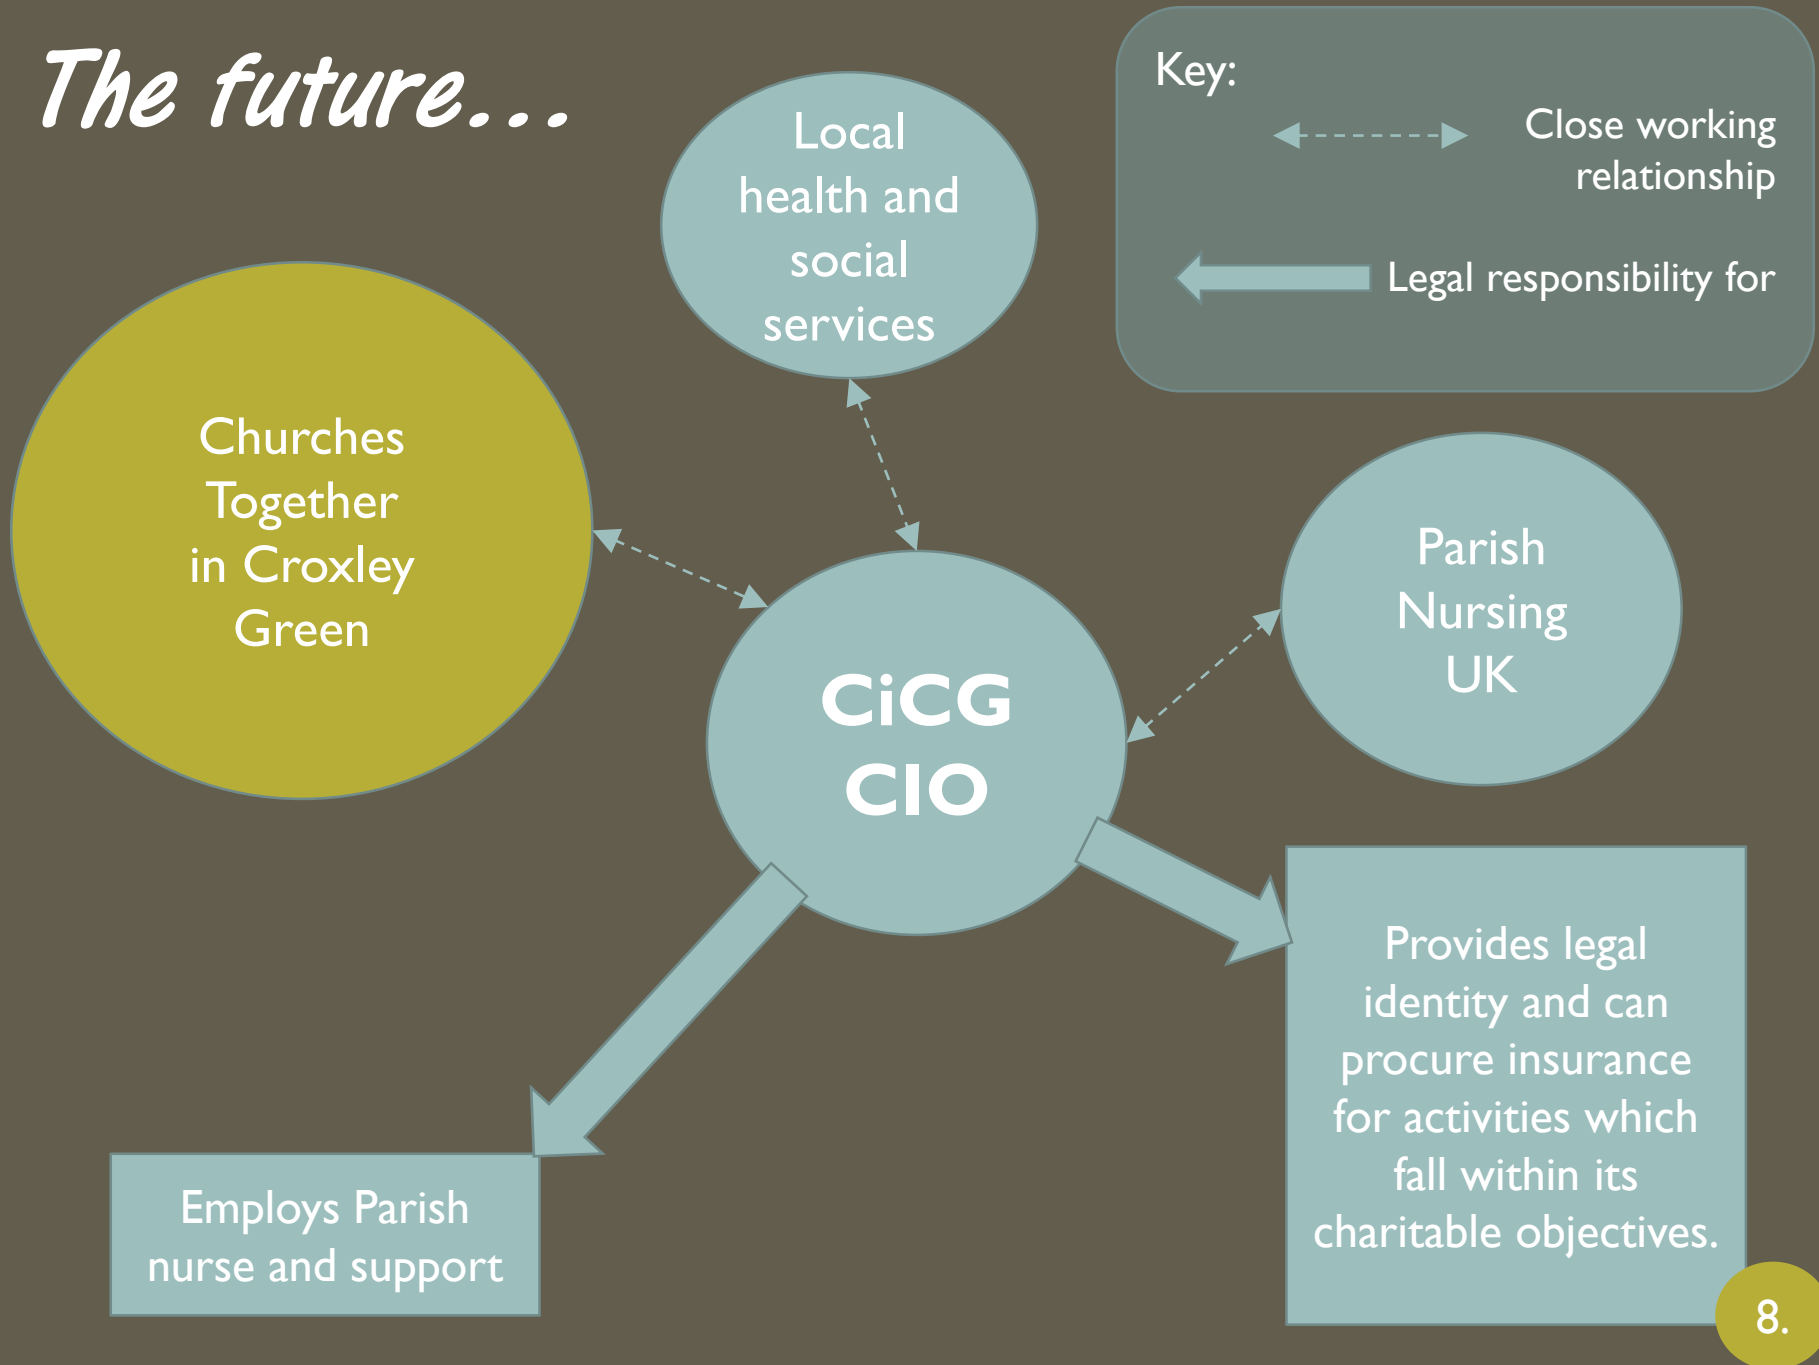 The future...
Key:
Close working
relationship
Legal responsibility for
Local
health and
social
services
Churches
Together
in Croxley
Green
Parish
Nursing
UK
CiCG
CIO
Provides legal
identity and can
procure insurance
for activities which
fall within its
charitable objectives.
Employs Parish
nurse and support
8.